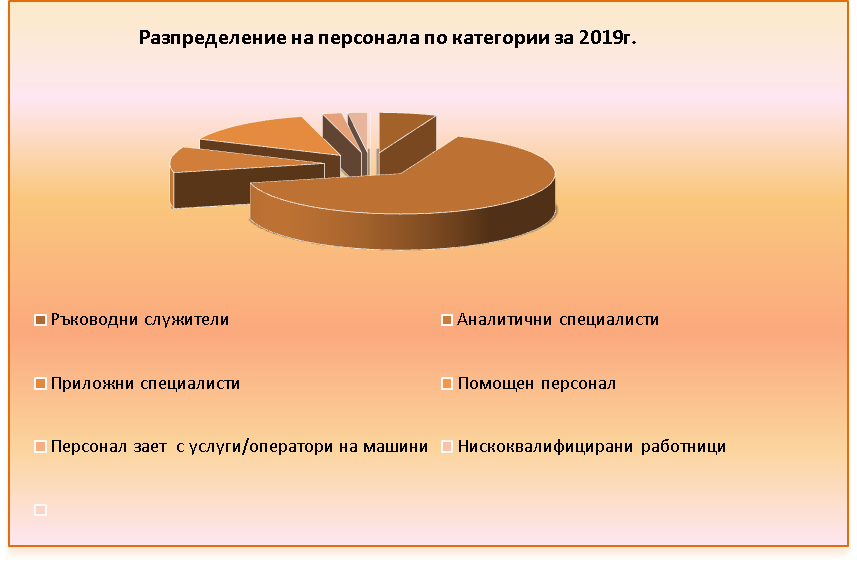 Разпределение на персонала по категории за 2019г.
Ръководни служители
Аналитични специалисти
Приложни специалисти
Помощен персонал
Персонал зает с услуги/оператори на машини
Нискоквалифицирани работници